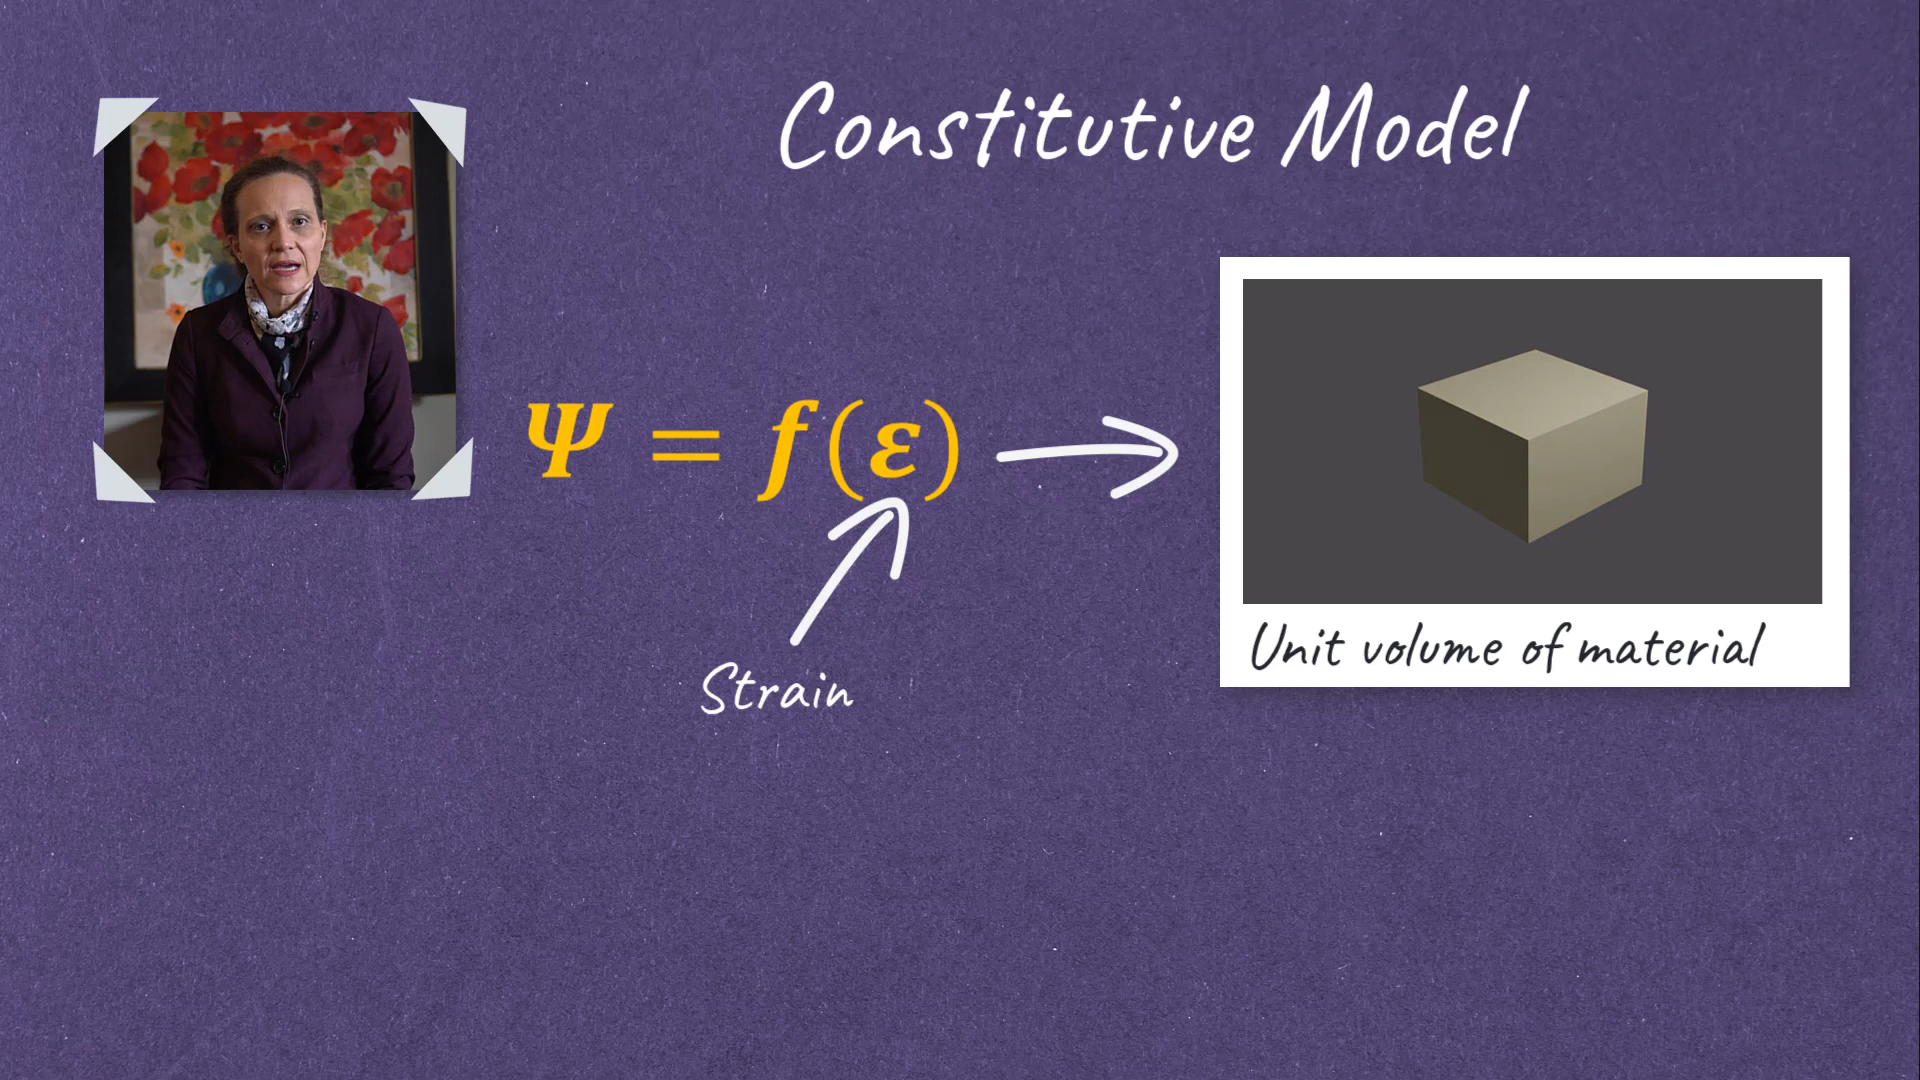 Constitutive Model
Ψ = f(ε)
Strain
Unit volume of material